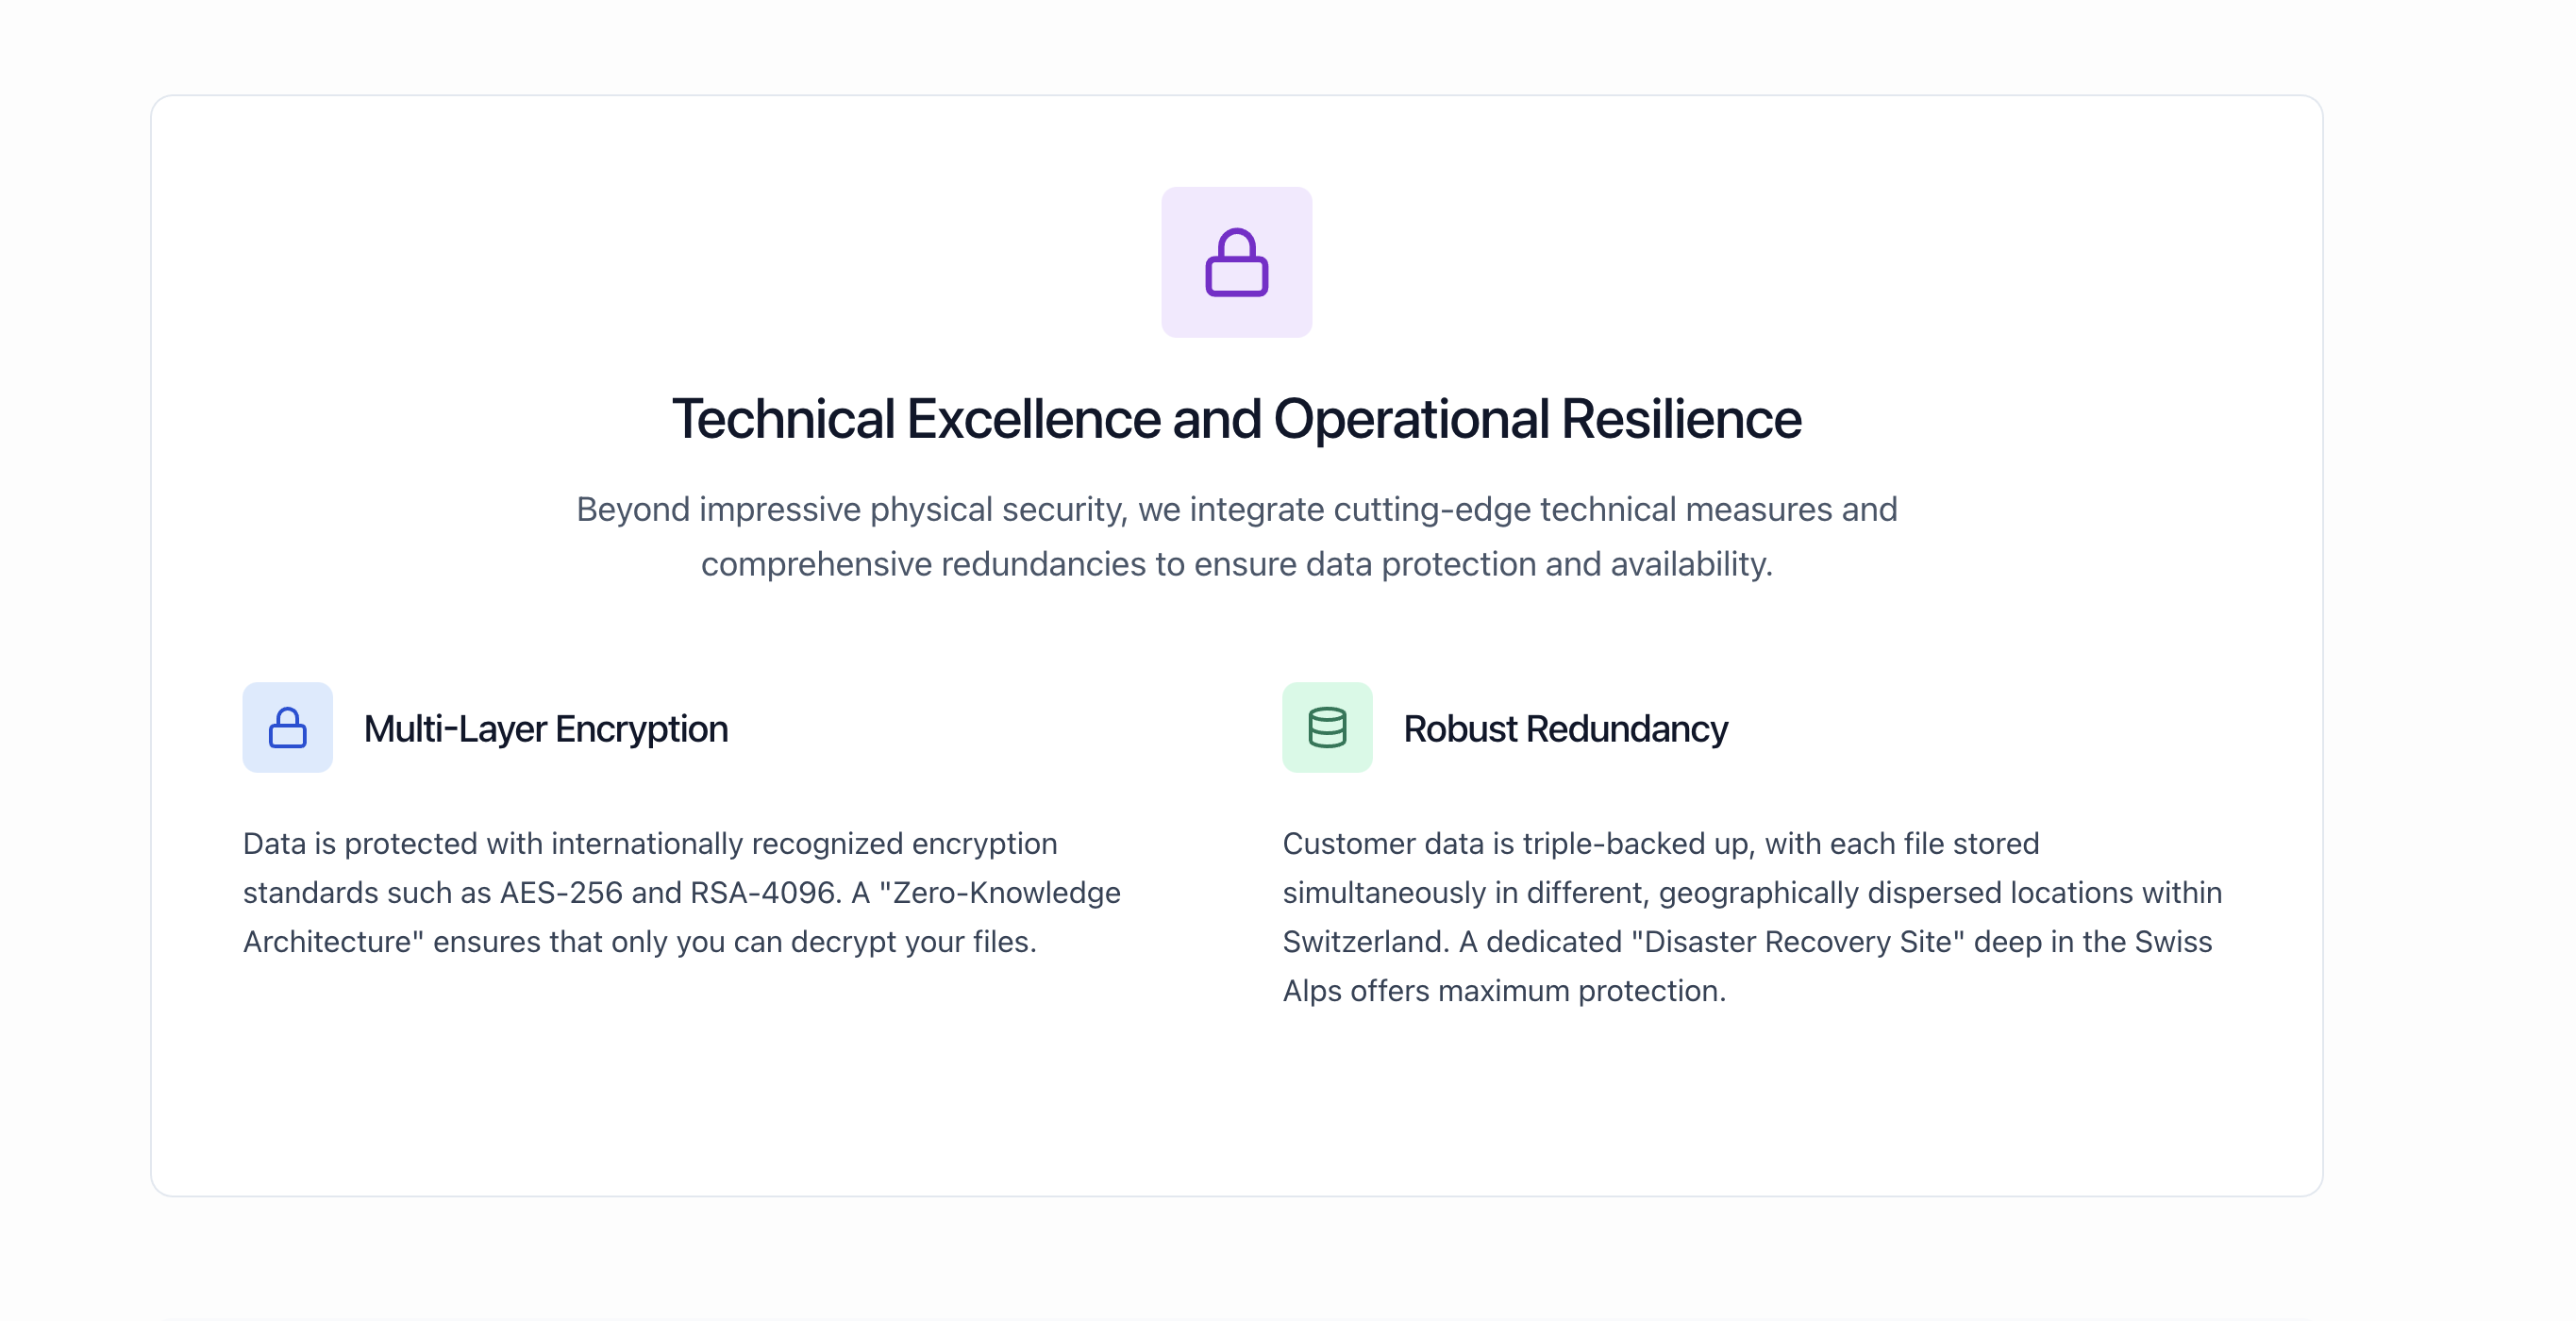 Technical Excellence and Operational Resilience
Beyond impressive physical security, we integrate cutting-edge technical measures and
comprehensive redundancies to ensure data protection and availability.
Multi-Layer Encryption
Data is protected with internationally recognized encryption
standards such as AES-256 and RSA-4096. A "Zero-Knowledge
Architecture" ensures that only you can decrypt your files.
Robust Redundancy
Customer data is triple-backed up, with each file stored
simultaneously in different, geographically dispersed locations within
Switzerland. A dedicated "Disaster Recovery Site" deep in the Swiss
Alps offers maximum protection.